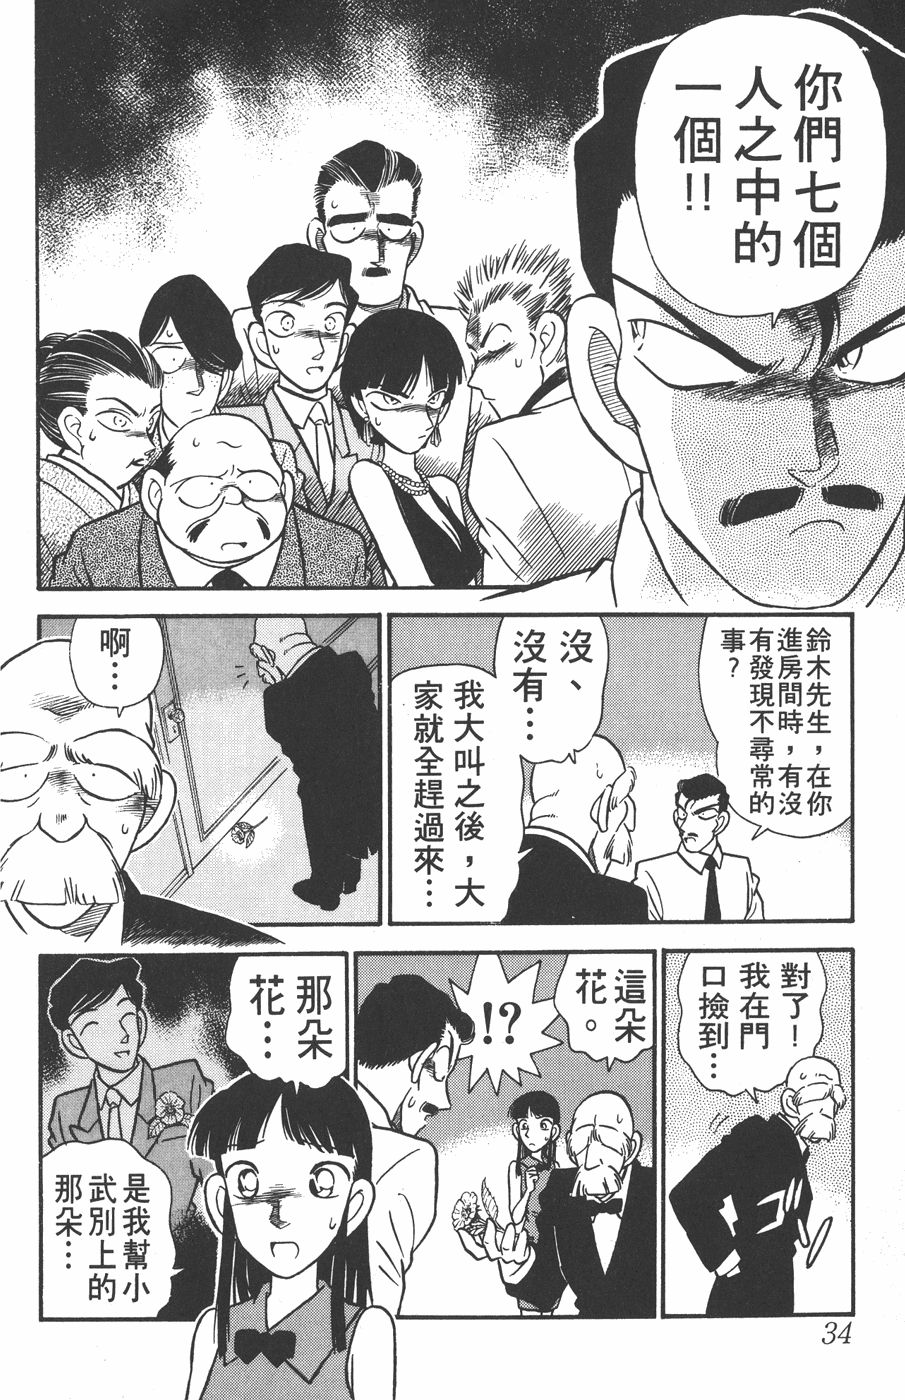 你們七個
人之中的
一個!!
鈴木先生，在你
進房間時，有沒
有發現不尋常的
事？
沒、
沒有…
我大叫之後，大
家就全趕過來…
啊…
對了！
我在門
口撿到…
ゴソ
這朵
花。
!?
那朵
花…
是我幫小
武別上的
那朵…
34